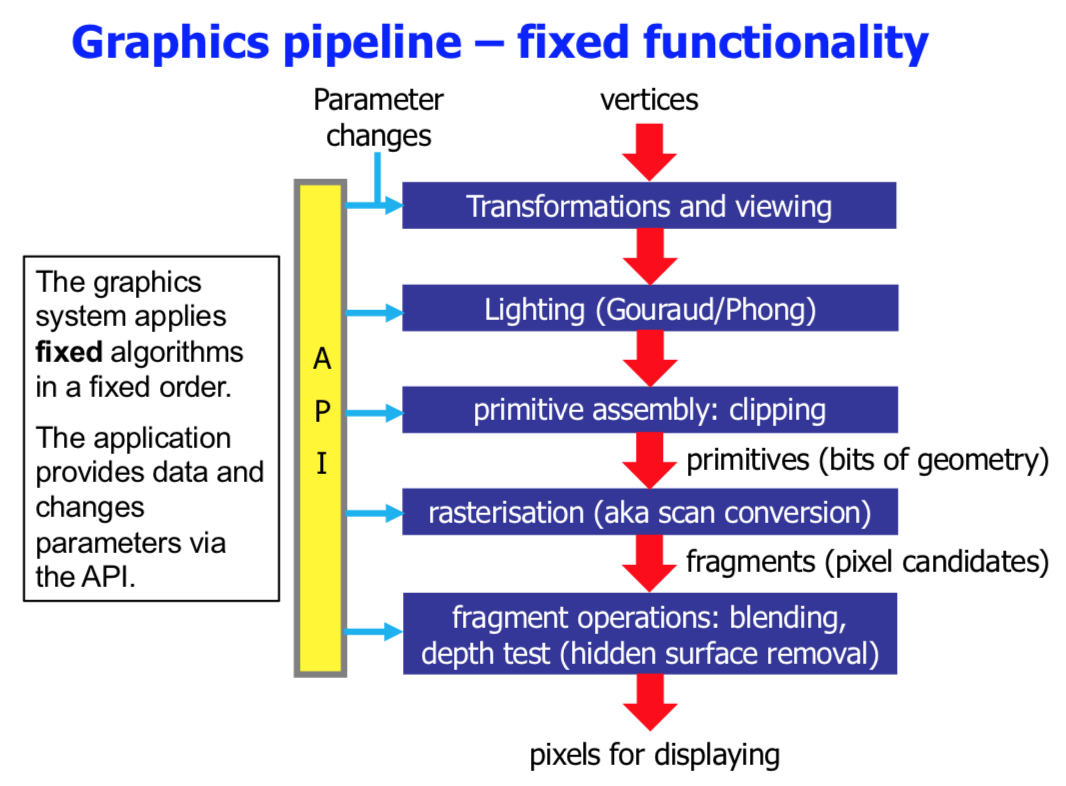 Graphics pipeline – fixed functionality
Parameter
changes
vertices
Transformations and viewing
The graphics
system applies
fixed algorithms
in a fixed order.
The application
provides data and
changes
parameters via
the API.
A
P
I
Lighting (Gouraud/Phong)
primitive assembly: clipping
primitives (bits of geometry)
rasterisation (aka scan conversion)
fragments (pixel candidates)
fragment operations: blending,
depth test (hidden surface removal)
pixels for displaying